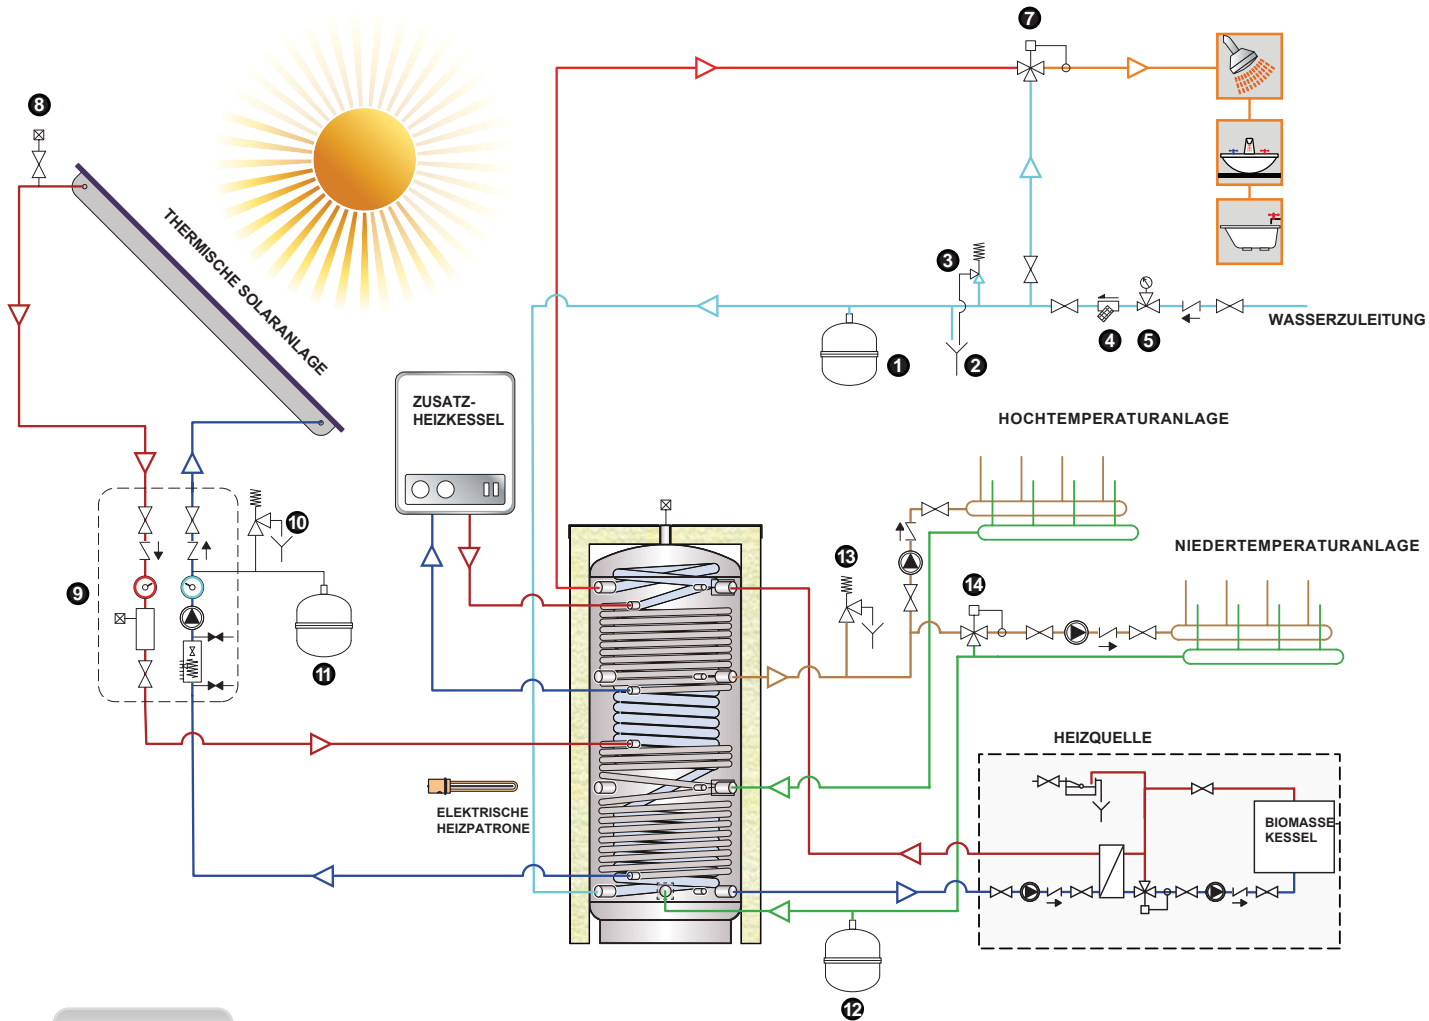 7
8
THERMISCHE SOLARANLAGE
3
WASSERZULEITUNG
4
5
1
2
ZUSATZ-
HEIZKESSEL
HOCHTEMPERATURANLAGE
10
NIEDERTEMPERATURANLAGE
13
14
9
11
HEIZQUELLE
ELEKTRISCHE
HEIZPATRONE
BIOMASSE-
KESSEL
12